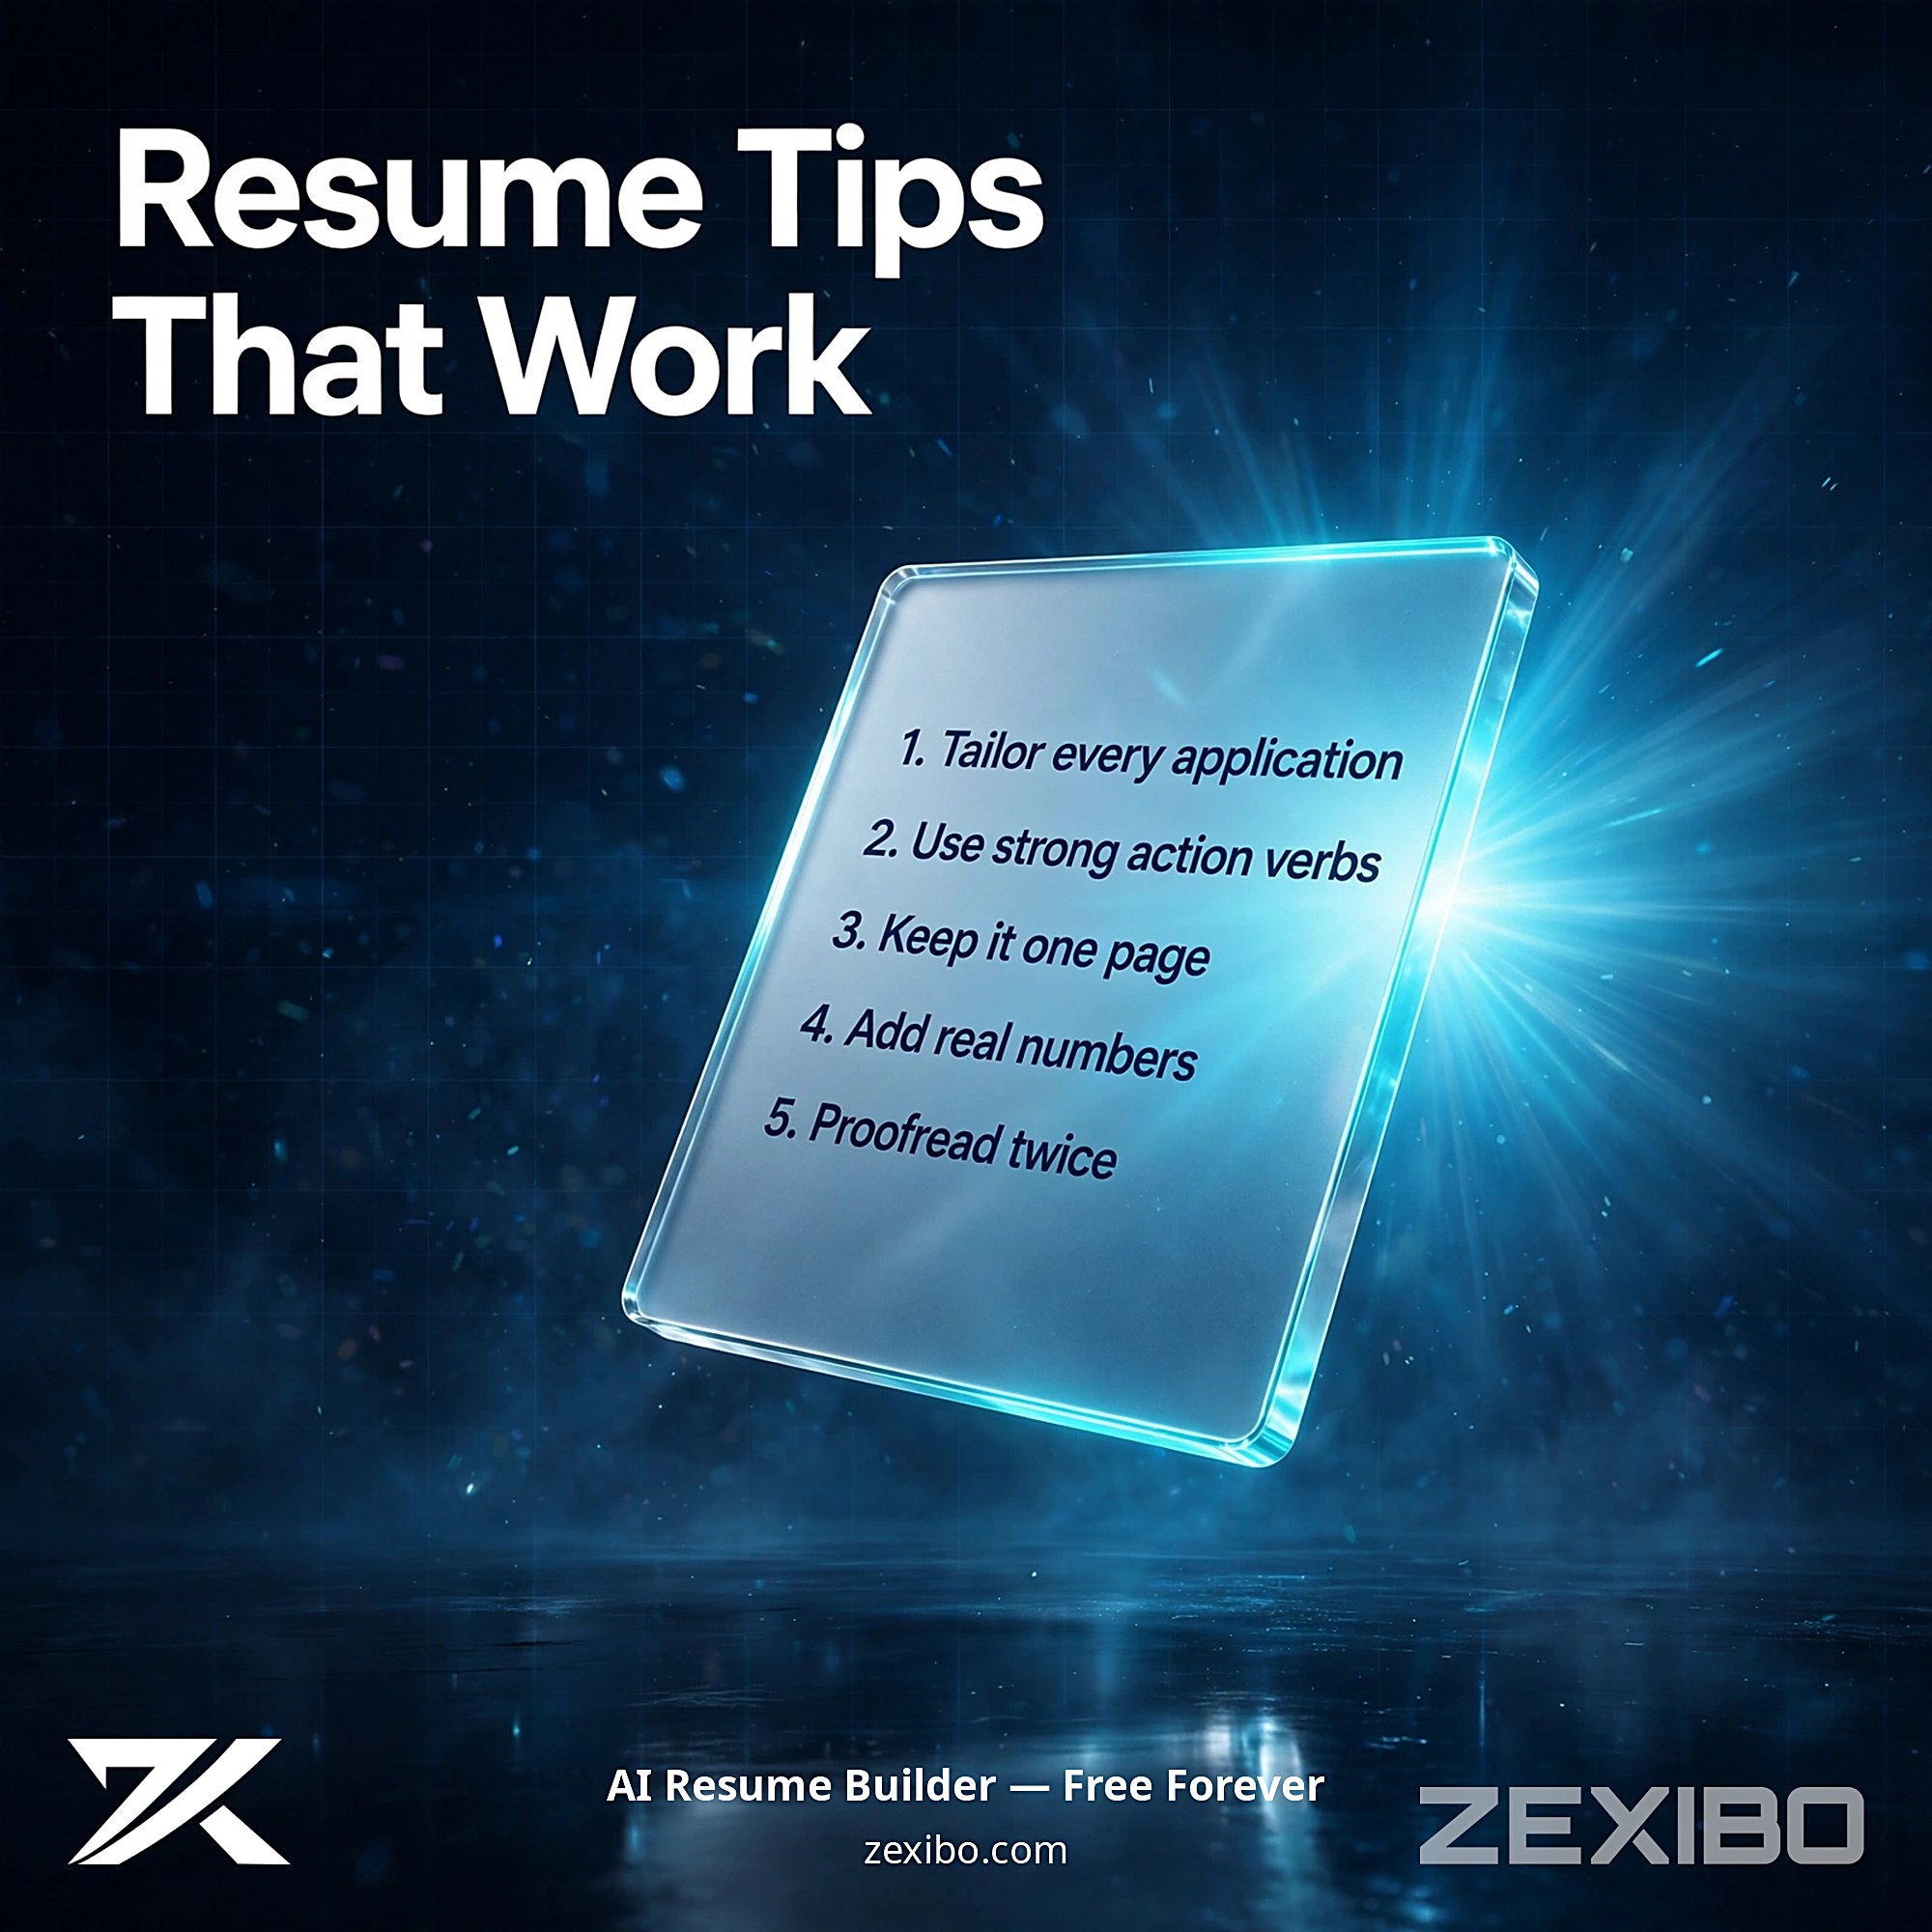 Resume Tips
That Work
1. Tailor every application
2. Use strong action verbs
3. Keep it one page
4. Add real numbers
5. Proofread twice
AI Resume Builder — Free Forever
zexibo.com
ZEXIBO